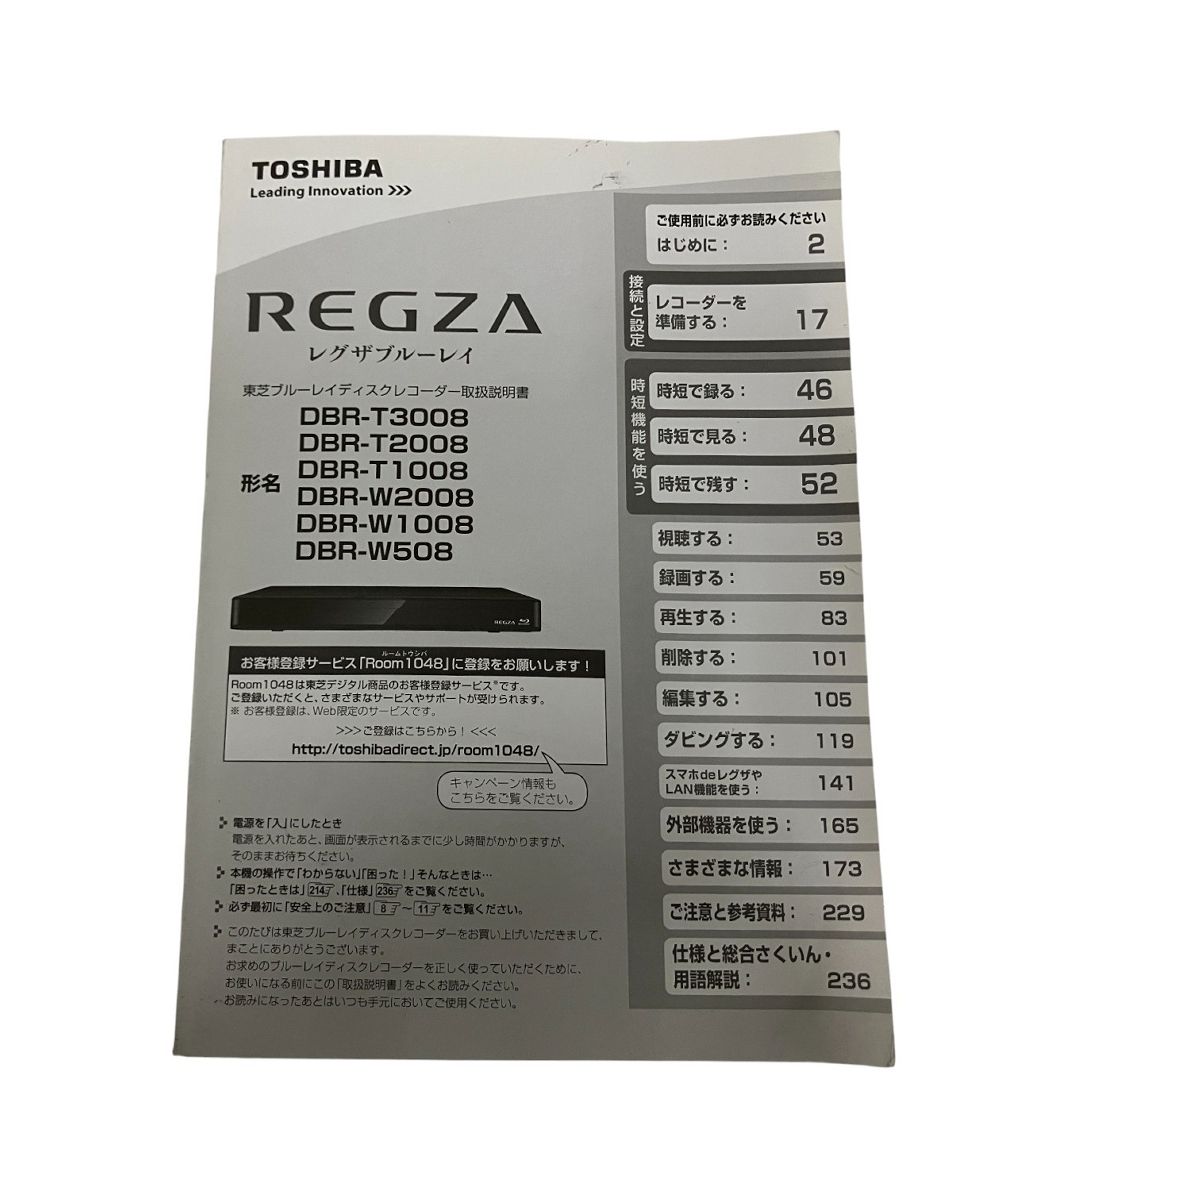 TOSHIBA
Leading Innovation >>>
REGZA
レグザブルーレイ
東芝ブルーレイディスクレコーダー取扱説明書
形名
DBR-T3008
DBR-T2008
DBR-T1008
DBR-W2008
DBR-W1008
DBR-W508
REGZA
ルームトウシバ
お客様登録サービス「Room1048」に登録をお願いします！
Room1048は東芝デジタル商品のお客様登録サービス※です。
ご登録いただくと、さまざまなサービスやサポートが受けられます。
※ お客様登録は、Web限定のサービスです。
>>>ご登録はこちらから！<<<
http://toshibadirect.jp/room1048/
キャンペーン情報も
こちらをご覧ください。
電源を「入」にしたとき
電源を入れたあと、画面が表示されるまでに少し時間がかかりますが、
そのままお待ちください。
本機の操作で「わからない」「困った！」そんなときは…
「困ったときは」214、「仕様」236をご覧ください。
必ず最初に「安全上のご注意」8～11をご覧ください。
このたびは東芝ブルーレイディスクレコーダーをお買い上げいただきまして、
まことにありがとうございます。
お求めのブルーレイディスクレコーダーを正しく使っていただくために、
お使いになる前にこの「取扱説明書」をよくお読みください。
お読みになったあとはいつも手元においてご使用ください。
ご使用前に必ずお読みください
はじめに： 2
接続と設定
レコーダーを
準備する： 17
時短機能を使う
時短で録る： 46
時短で見る： 48
時短で残す： 52
視聴する： 53
録画する： 59
再生する： 83
削除する： 101
編集する： 105
ダビングする： 119
スマホdeレグザや
LAN機能を使う： 141
外部機器を使う： 165
さまざまな情報： 173
ご注意と参考資料： 229
仕様と総合さくいん・
用語解説： 236